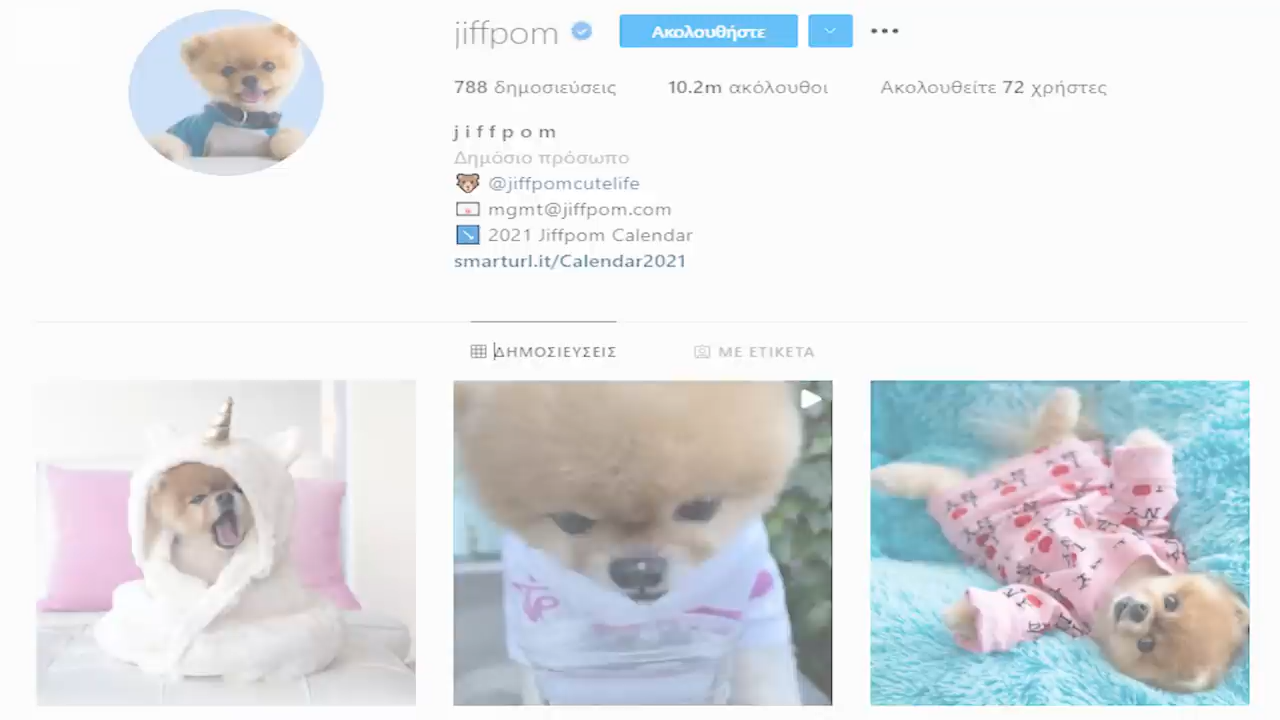 jiffpom
Ακολουθήστε
788 δημοσιεύσεις 10.2m ακόλουθοι Ακολουθείτε 72 χρήστες
jiffpom
Δημόσιο πρόσωπο
@jiffpomcutelife
mgmt@jiffpom.com
2021 Jiffpom Calendar
smarturl.it/Calendar2021
ΔΗΜΟΣΙΕΥΣΕΙΣ ΜΕ ΕΤΙΚΕΤΑ